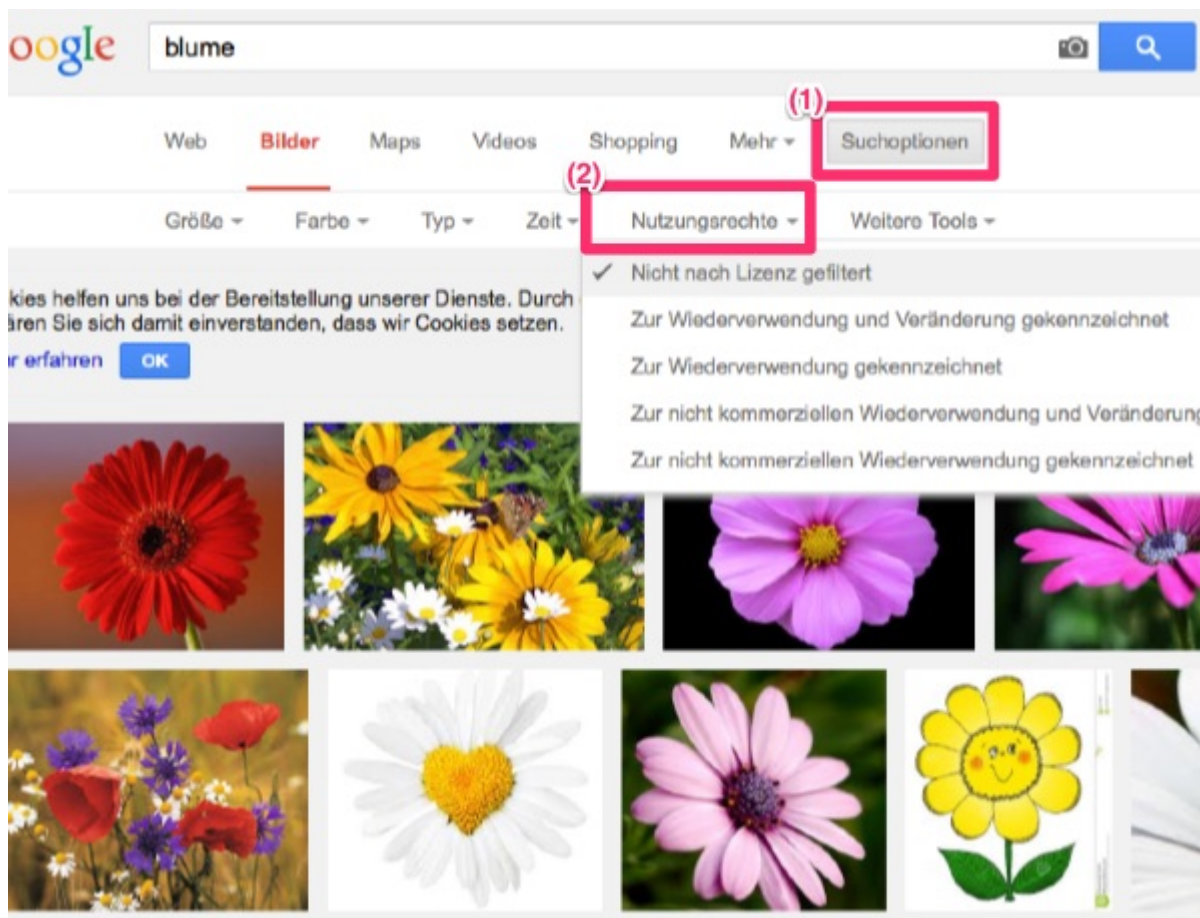 oogle
blume
(1)
Web Bilder Maps Videos Shopping Mehr Suchoptionen
(2)
Größe Farbe Typ Zeit Nutzungsrechte Weitere Tools
Nicht nach Lizenz gefiltert
kies helfen uns bei der Bereitstellung unserer Dienste. Durch
Zur Wiederverwendung und Veränderung gekennzeichnet
ären Sie sich damit einverstanden, dass wir Cookies setzen.
r erfahren OK
Zur Wiederverwendung gekennzeichnet
Zur nicht kommerziellen Wiederverwendung und Veränderung
Zur nicht kommerziellen Wiederverwendung gekennzeichnet